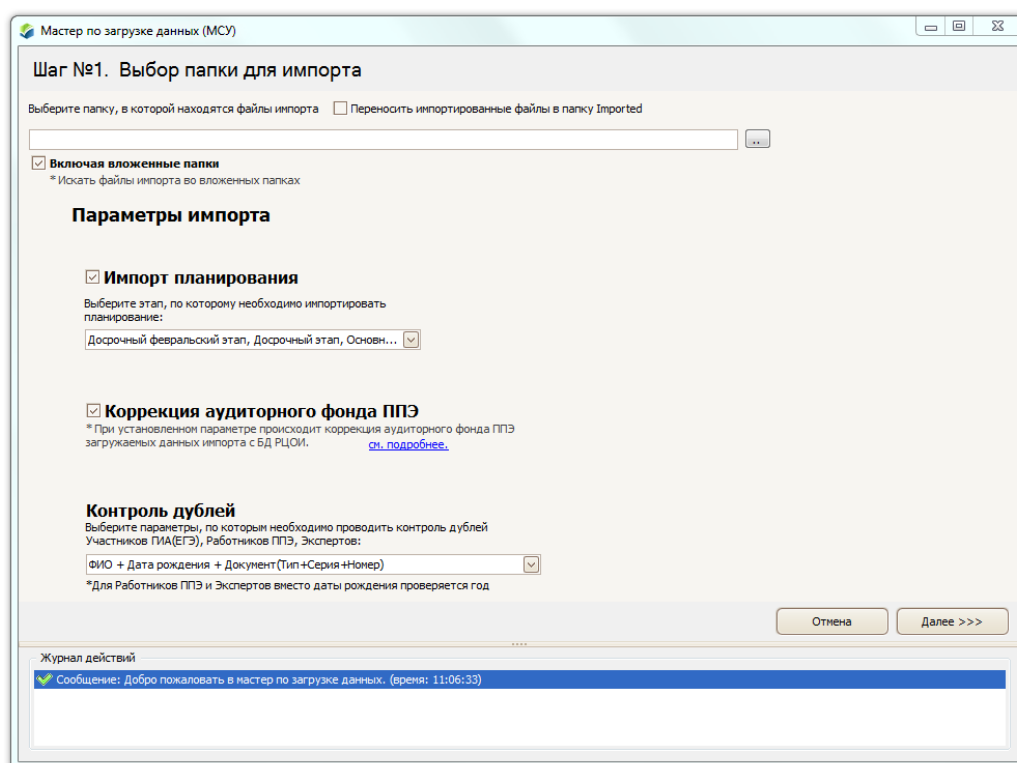 Мастер по загрузке данных (МСУ)
Шаг №1. Выбор папки для импорта
Выберите папку, в которой находятся файлы импорта Переносить импортированные файлы в папку Imported
..
Включая вложенные папки
*Искать файлы импорта во вложенных папках
Параметры импорта
Импорт планирования
Выберите этап, по которому необходимо импортировать
планирование:
Досрочный февральский этап, Досрочный этап, Основн...
Коррекция аудиторного фонда ППЭ
*При установленном параметре происходит коррекция аудиторного фонда ППЭ
загружаемых данных импорта с БД РЦОИ. см. подробнее.
Контроль дублей
Выберите параметры, по которым необходимо проводить контроль дублей
Участников ГИА(ЕГЭ), Работников ППЭ, Экспертов:
ФИО + Дата рождения + Документ(Тип+Серия+Номер)
*Для Работников ППЭ и Экспертов вместо даты рождения проверяется год
Отмена Далее >>>
Журнал действий
Сообщение: Добро пожаловать в мастер по загрузке данных. (время: 11:06:33)